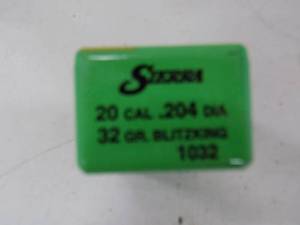 SIERRA
20 CAL .204 DIA
32 GR. BLITZKING
1032